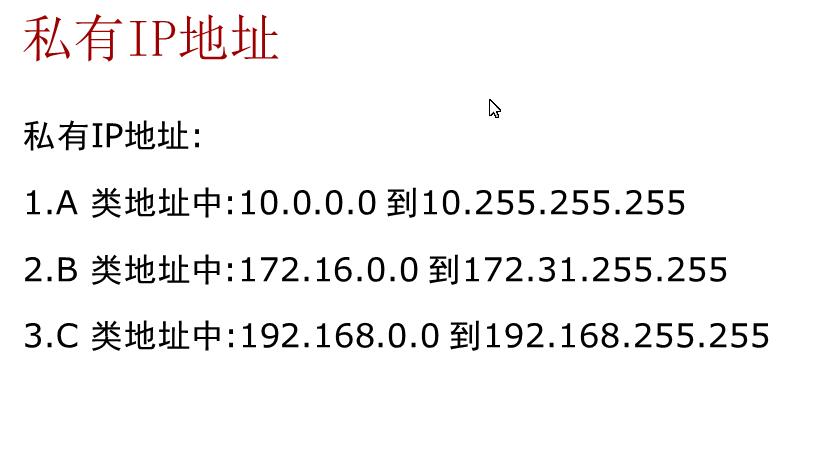 私有IP地址
私有IP地址:
1.A 类地址中:10.0.0.0 到10.255.255.255
2.B 类地址中:172.16.0.0 到172.31.255.255
3.C 类地址中:192.168.0.0 到192.168.255.255